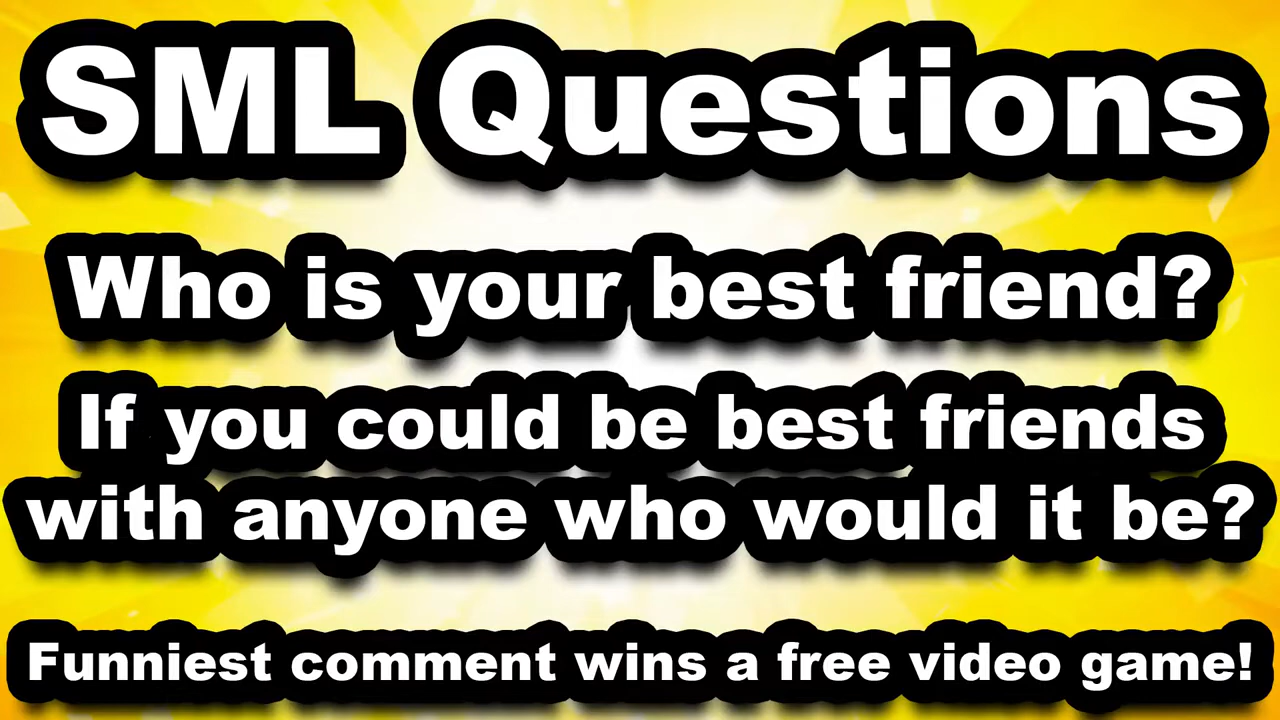 SML Questions
Who is your best friend?
If you could be best friends
with anyone who would it be?
Funniest comment wins a free video game!